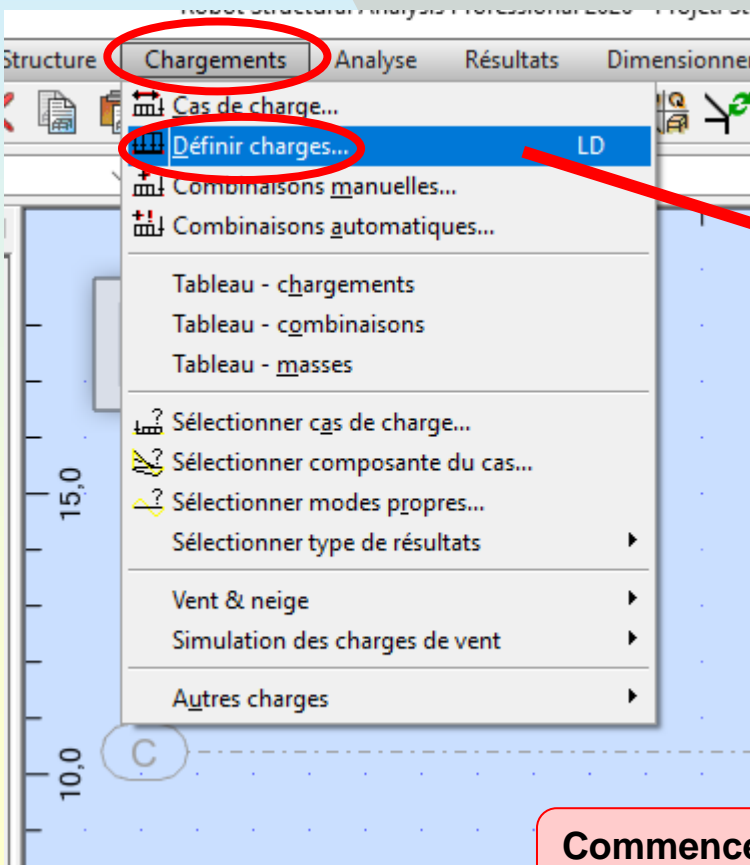 Structure Chargements Analyse Résultats Dimensionne
Cas de charge...
Définir charges... LD
Combinaisons manuelles...
Combinaisons automatiques...
Tableau - chargements
Tableau - combinaisons
Tableau - masses
Sélectionner cas de charge...
Sélectionner composante du cas...
Sélectionner modes propres...
Sélectionner type de résultats
Vent & neige
Simulation des charges de vent
Autres charges
15,0
C
10,0
Commence